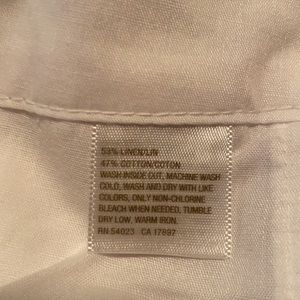 53% LINEN/LIN
47% COTTON/COTON
WASH INSIDE OUT, MACHINE WASH
COLD, WASH AND DRY WITH LIKE
COLORS, ONLY NON-CHLORINE
BLEACH WHEN NEEDED, TUMBLE
DRY LOW, WARM IRON.
RN 54023 CA 17897